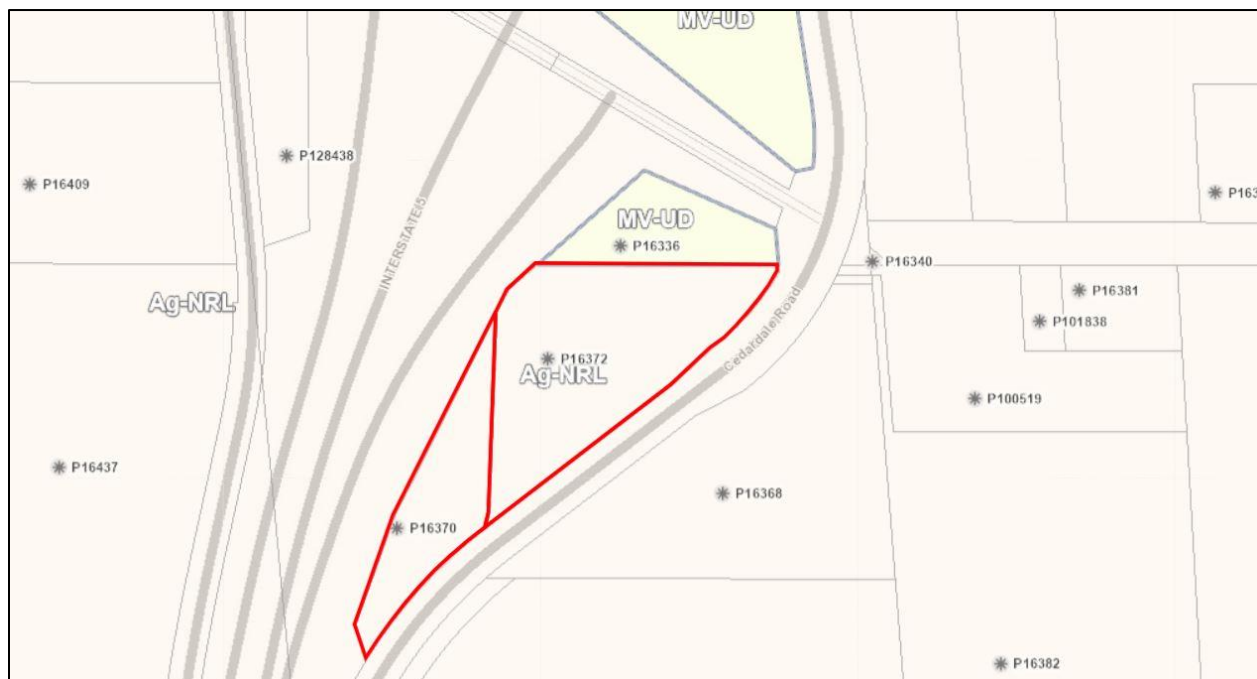 MV-UD
P128438
P16409
P163
INTERSTATE 5
MV-UD
P16336
P16340
P16381
Ag-NRL
P101838
Cedardale Road
P16372
Ag-NRL
P100519
P16437
P16368
P16370
P16382